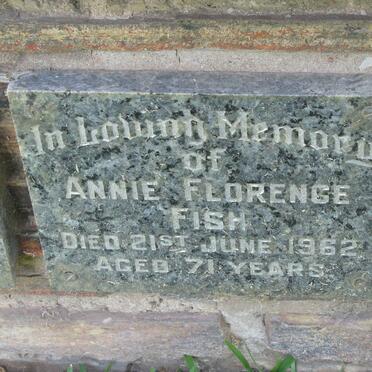 In Loving Memory
of
ANNIE FLORENCE
FISH
DIED 21ST JUNE 1962
AGED 71 YEARS